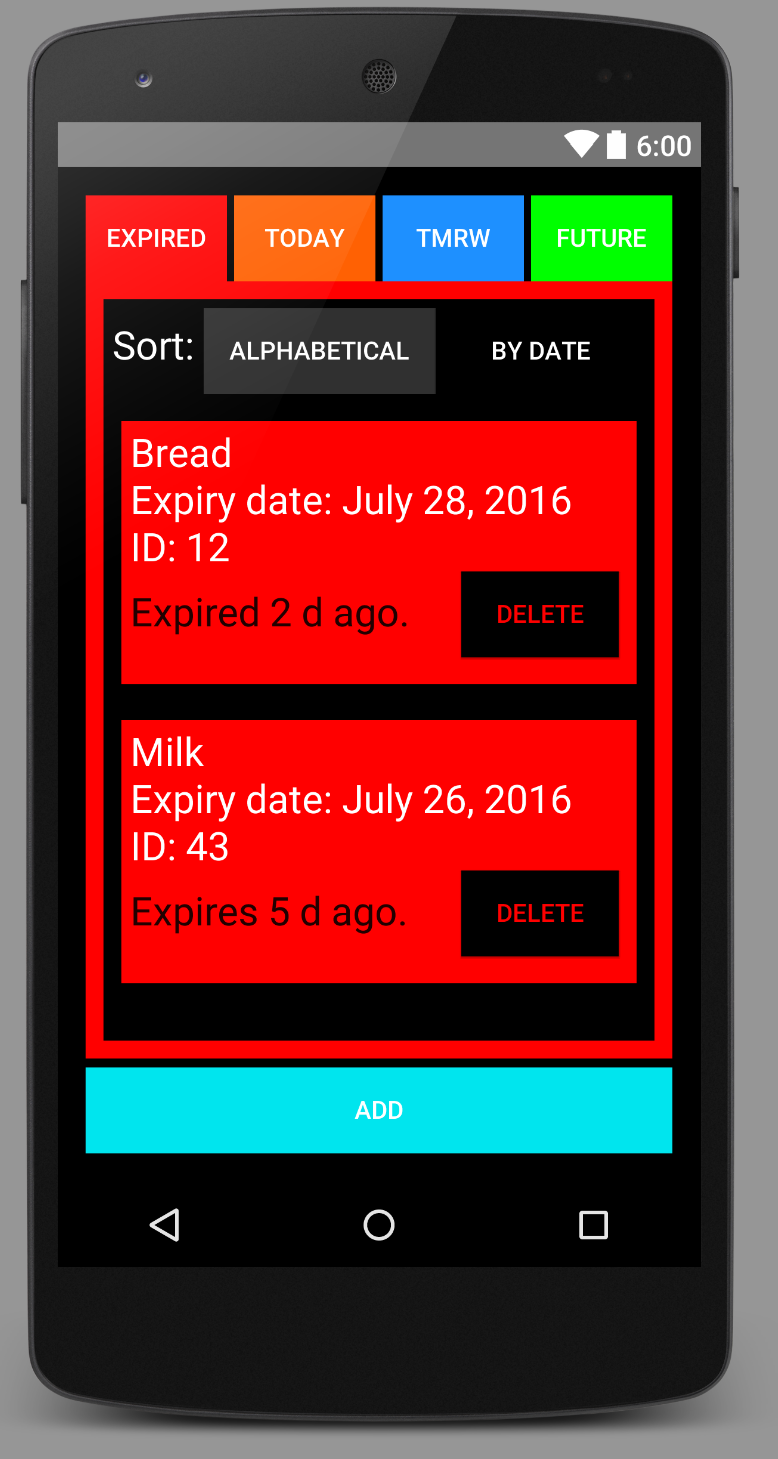 6:00
EXPIRED TODAY TMRW FUTURE
Sort: ALPHABETICAL BY DATE
Bread
Expiry date: July 28, 2016
ID: 12
Expired 2 d ago. DELETE
Milk
Expiry date: July 26, 2016
ID: 43
Expires 5 d ago. DELETE
ADD